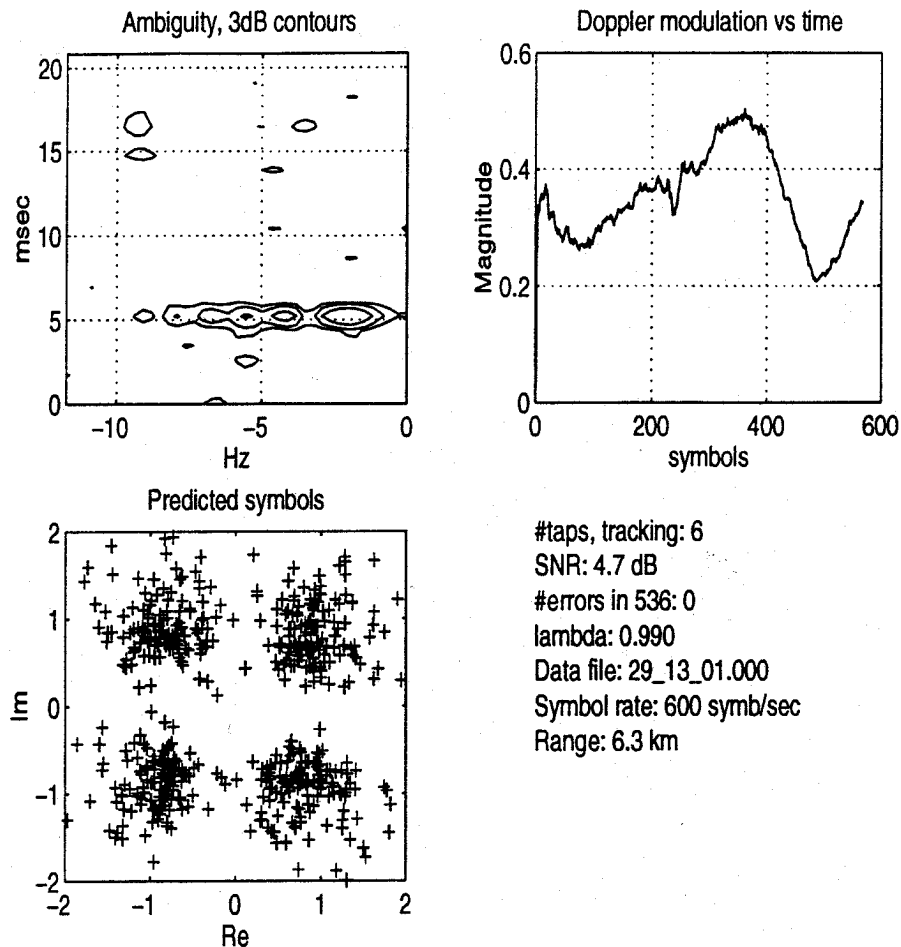 Ambiguity, 3dB contours
20
15
10
5
0
msec
-10
-5
0
Hz
Doppler modulation vs time
0.6
0.4
0.2
0
Magnitude
0
200
400
600
symbols
Predicted symbols
2
1
0
-1
-2
Im
-2
-1
0
1
2
Re
#taps, tracking: 6
SNR: 4.7 dB
#errors in 536: 0
lambda: 0.990
Data file: 29_13_01.000
Symbol rate: 600 symb/sec
Range: 6.3 km